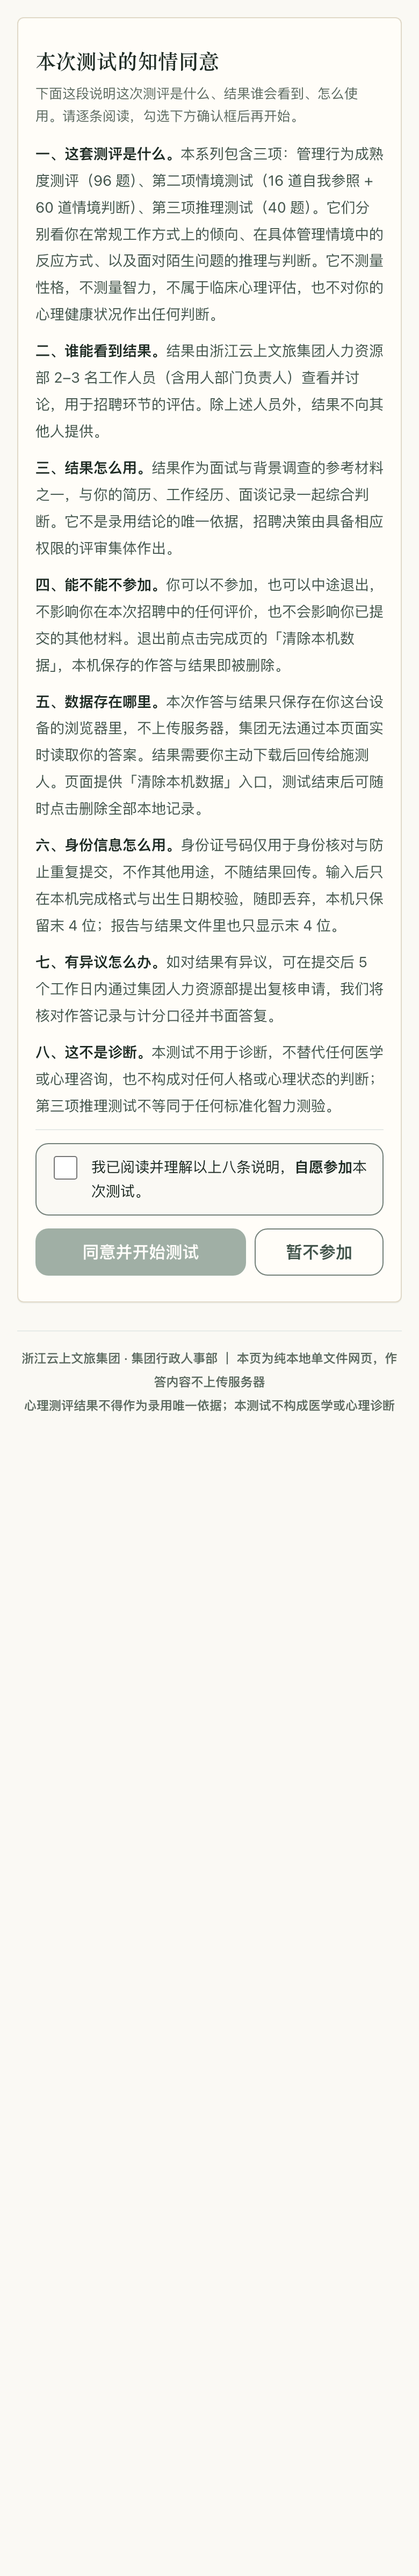 本次测试的知情同意
下面这段说明这次测评是什么、结果谁会看到、怎么使
用。请逐条阅读，勾选下方确认框后再开始。
一、这套测评是什么。本系列包含三项：管理行为成熟
度测评（96 题）、第二项情境测试（16 道自我参照 +
60 道情境判断）、第三项推理测试（40 题）。它们分
别看你在常规工作方式上的倾向、在具体管理情境中的
反应方式、以及面对陌生问题的推理与判断。它不测量
性格，不测量智力，不属于临床心理评估，也不对你的
心理健康状况作出任何判断。
二、谁能看到结果。结果由浙江云上文旅集团人力资源
部 2–3 名工作人员（含用人部门负责人）查看并讨
论，用于招聘环节的评估。除上述人员外，结果不向其
他人提供。
三、结果怎么用。结果作为面试与背景调查的参考材料
之一，与你的简历、工作经历、面谈记录一起综合判
断。它不是录用结论的唯一依据，招聘决策由具备相应
权限的评审集体作出。
四、能不能不参加。你可以不参加，也可以中途退出，
不影响你在本次招聘中的任何评价，也不会影响你已提
交的其他材料。退出前点击完成页的「清除本机数
据」，本机保存的作答与结果即被删除。
五、数据存在哪里。本次作答与结果只保存在你这台设
备的浏览器里，不上传服务器，集团无法通过本页面实
时读取你的答案。结果需要你主动下载后回传给施测
人。页面提供「清除本机数据」入口，测试结束后可随
时点击删除全部本地记录。
六、身份信息怎么用。身份证号码仅用于身份核对与防
止重复提交，不作其他用途，不随结果回传。输入后只
在本机完成格式与出生日期校验，随即丢弃，本机只保
留末 4 位；报告与结果文件里也只显示末 4 位。
七、有异议怎么办。如对结果有异议，可在提交后 5
个工作日内通过集团人力资源部提出复核申请，我们将
核对作答记录与计分口径并书面答复。
八、这不是诊断。本测试不用于诊断，不替代任何医学
或心理咨询，也不构成对任何人格或心理状态的判断；
第三项推理测试不等同于任何标准化智力测验。
我已阅读并理解以上八条说明，自愿参加本
次测试。
同意并开始测试
暂不参加
浙江云上文旅集团 · 集团行政人事部 ｜ 本页为纯本地单文件网页，作
答内容不上传服务器
心理测评结果不得作为录用唯一依据；本测试不构成医学或心理诊断